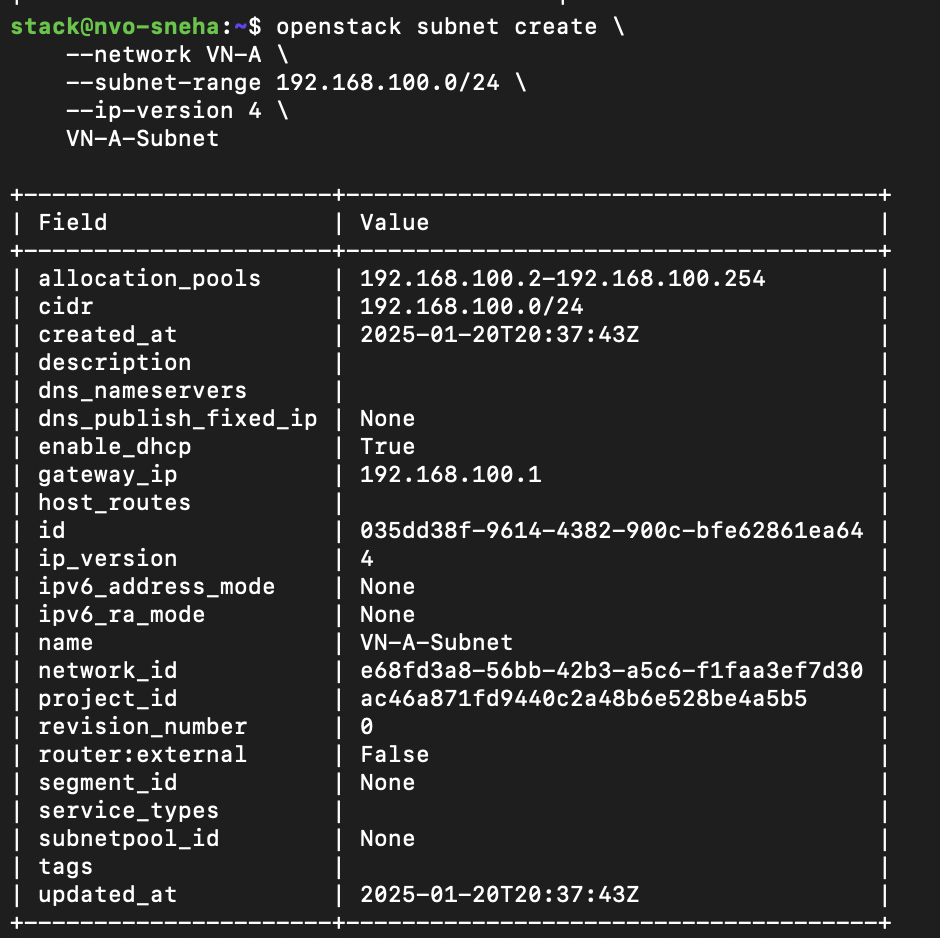 stack@nvo-sneha:~$ openstack subnet create \
    --network VN-A \
    --subnet-range 192.168.100.0/24 \
    --ip-version 4 \
    VN-A-Subnet

+----------------------+--------------------------------------+
| Field                | Value                                |
+----------------------+--------------------------------------+
| allocation_pools     | 192.168.100.2-192.168.100.254        |
| cidr                 | 192.168.100.0/24                     |
| created_at           | 2025-01-20T20:37:43Z                 |
| description          |                                      |
| dns_nameservers      |                                      |
| dns_publish_fixed_ip | None                                 |
| enable_dhcp          | True                                 |
| gateway_ip           | 192.168.100.1                        |
| host_routes          |                                      |
| id                   | 035dd38f-9614-4382-900c-bfe62861ea64 |
| ip_version           | 4                                    |
| ipv6_address_mode    | None                                 |
| ipv6_ra_mode         | None                                 |
| name                 | VN-A-Subnet                          |
| network_id           | e68fd3a8-56bb-42b3-a5c6-f1faa3ef7d30 |
| project_id           | ac46a871fd9440c2a48b6e528be4a5b5     |
| revision_number      | 0                                    |
| router:external      | False                                |
| segment_id           | None                                 |
| service_types        |                                      |
| subnetpool_id        | None                                 |
| tags                 |                                      |
| updated_at           | 2025-01-20T20:37:43Z                 |
+----------------------+--------------------------------------+